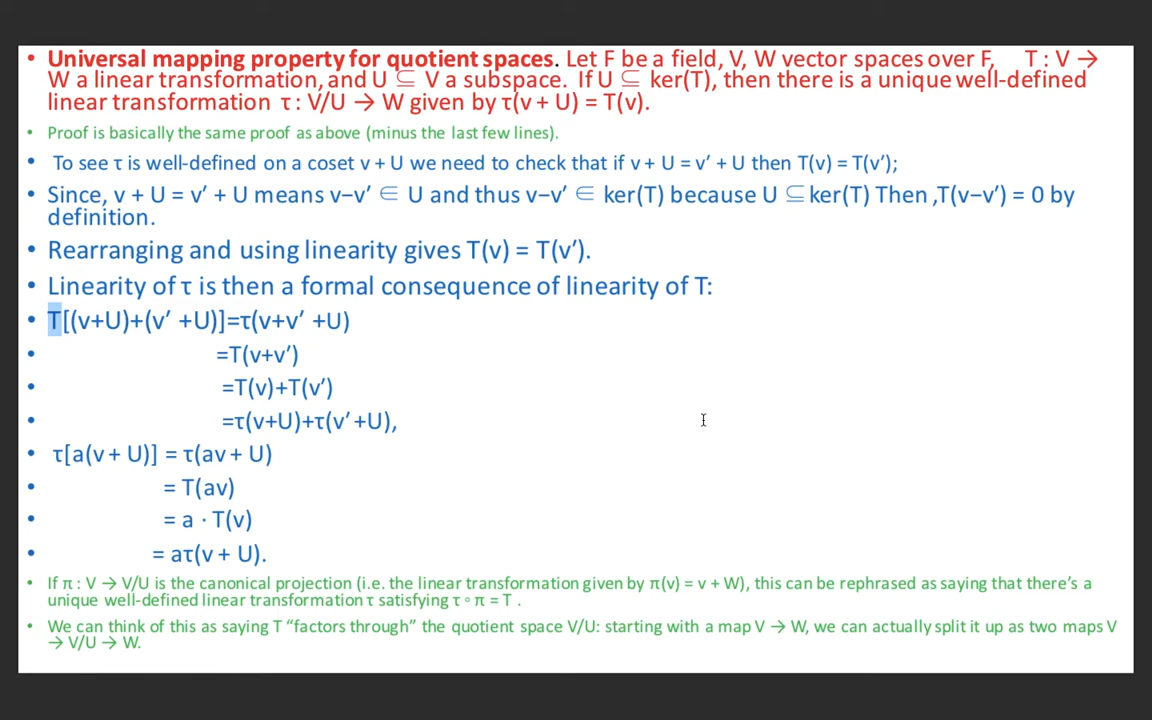 • Universal mapping property for quotient spaces. Let F be a field, V, W vector spaces over F, T : V →
W a linear transformation, and U ⊆ V a subspace. If U ⊆ ker(T), then there is a unique well-defined
linear transformation τ : V/U → W given by τ(v + U) = T(v).
• Proof is basically the same proof as above (minus the last few lines).
• To see τ is well-defined on a coset v + U we need to check that if v + U = v′ + U then T(v) = T(v′);
• Since, v + U = v′ + U means v−v′ ∈ U and thus v−v′ ∈ ker(T) because U ⊆ker(T) Then ,T(v−v′) = 0 by
definition.
• Rearranging and using linearity gives T(v) = T(v′).
• Linearity of τ is then a formal consequence of linearity of T:
• T[(v+U)+(v′ +U)]=τ(v+v′ +U)
• =T(v+v′)
• =T(v)+T(v′)
• =τ(v+U)+τ(v′ +U),
• τ[a(v + U)] = τ(av + U)
• = T(av)
• = a · T(v)
• = aτ(v + U).
• If π : V → V/U is the canonical projection (i.e. the linear transformation given by π(v) = v + W), this can be rephrased as saying that there’s a
unique well-defined linear transformation τ satisfying τ ∘ π = T .
• We can think of this as saying T “factors through” the quotient space V/U: starting with a map V → W, we can actually split it up as two maps V
→ V/U → W.